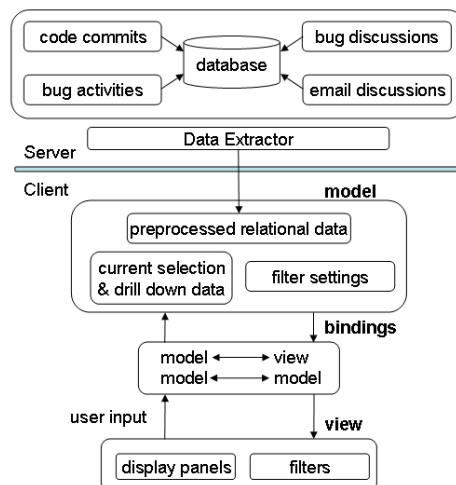 code commits
bug discussions
database
bug activities
email discussions
Data Extractor
Server
Client
model
preprocessed relational data
current selection
& drill down data
filter settings
bindings
model view
model model
user input
view
display panels
filters